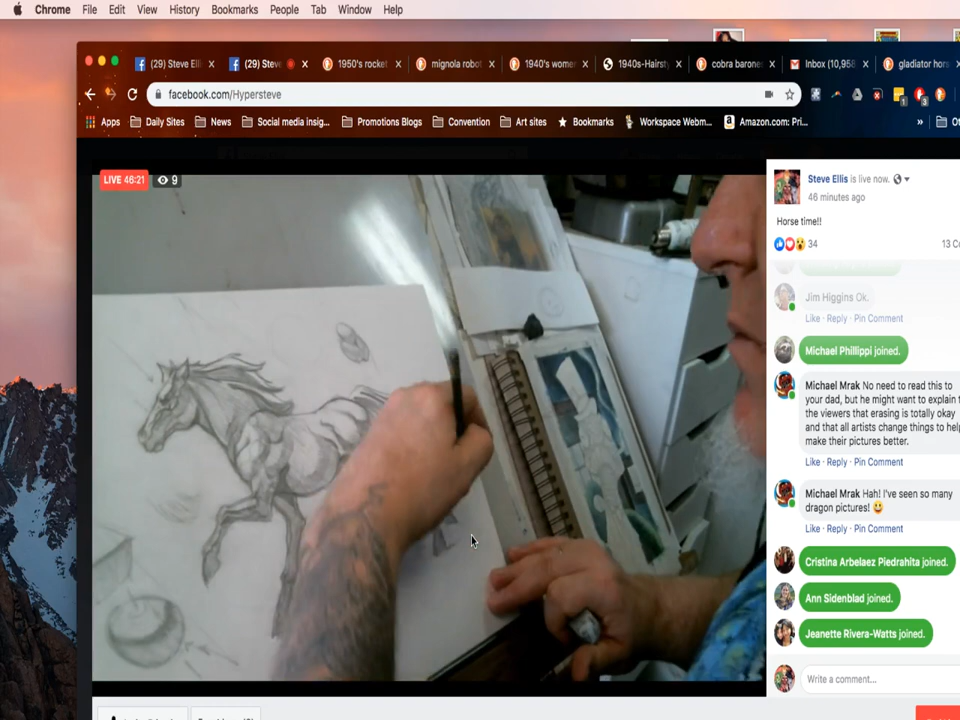 Chrome File Edit View History Bookmarks People Tab Window Help
(29) Steve Elli (29) Steve 1950's rocket mignola robot 1940's wome 1940s-Hairsty cobra barone Inbox (10,958 gladiator hors
facebook.com/Hypersteve
Apps Daily Sites News Social media insig... Promotions Blogs Convention Art sites Bookmarks Workspace Webm... Amazon.com: Pri... »
LIVE 46:21 9
Steve Ellis is live now.
46 minutes ago
Horse time!!
34 13 Co
Jim Higgins Ok.
Like · Reply · Pin Comment
Michael Phillippi joined.
Michael Mrak No need to read this to
your dad, but he might want to explain t
the viewers that erasing is totally okay
and that all artists change things to help
make their pictures better.
Like · Reply · Pin Comment
Michael Mrak Hah! I've seen so many
dragon pictures! 😃
Like · Reply · Pin Comment
Cristina Arbelaez Piedrahita joined.
Ann Sidenblad joined.
Jeanette Rivera-Watts joined.
Write a comment...